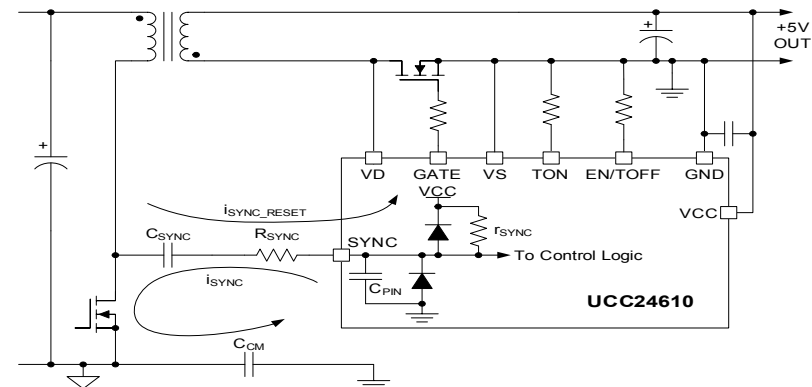 +
+
+5V
OUT
VD
GATE
VS
TON
EN/TOFF
GND
VCC
VCC
iSYNC_RESET
rSYNC
CSYNC
RSYNC
SYNC
To Control Logic
iSYNC
CPIN
UCC24610
CCM